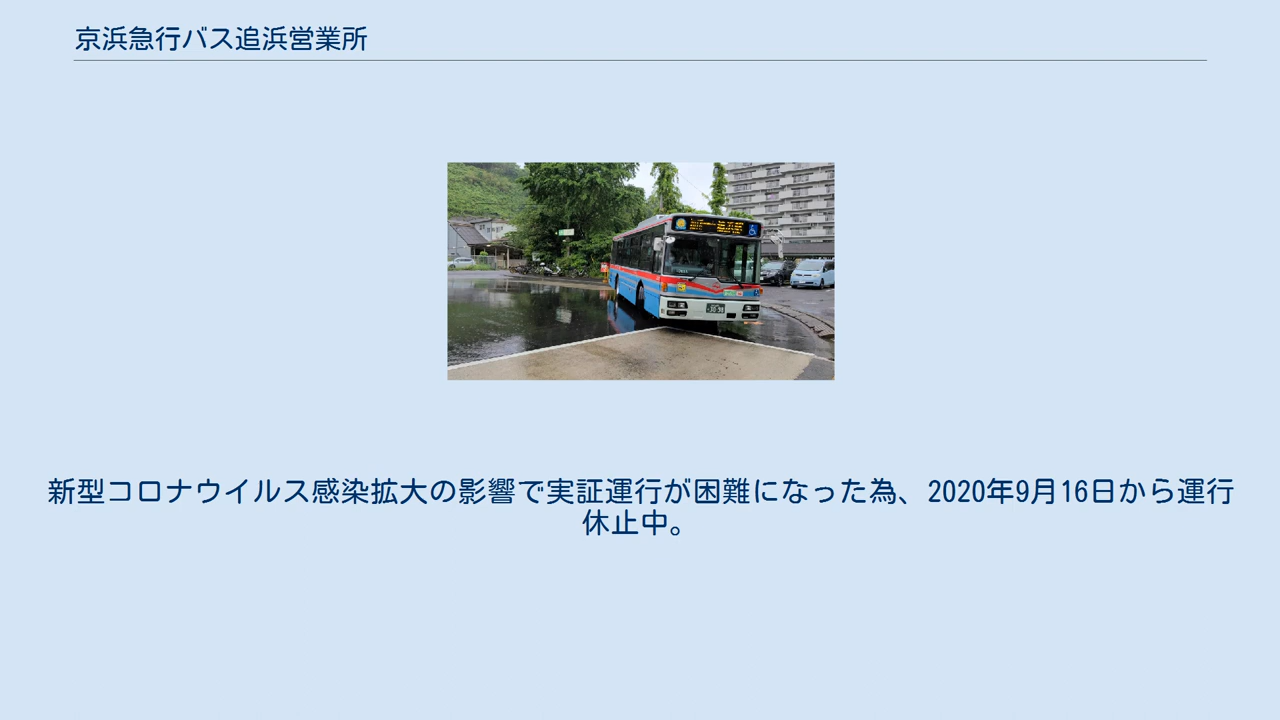 京浜急行バス追浜営業所
追浜駅
新型コロナウイルス感染拡大の影響で実証運行が困難になった為、2020年9月16日から運行
休止中。